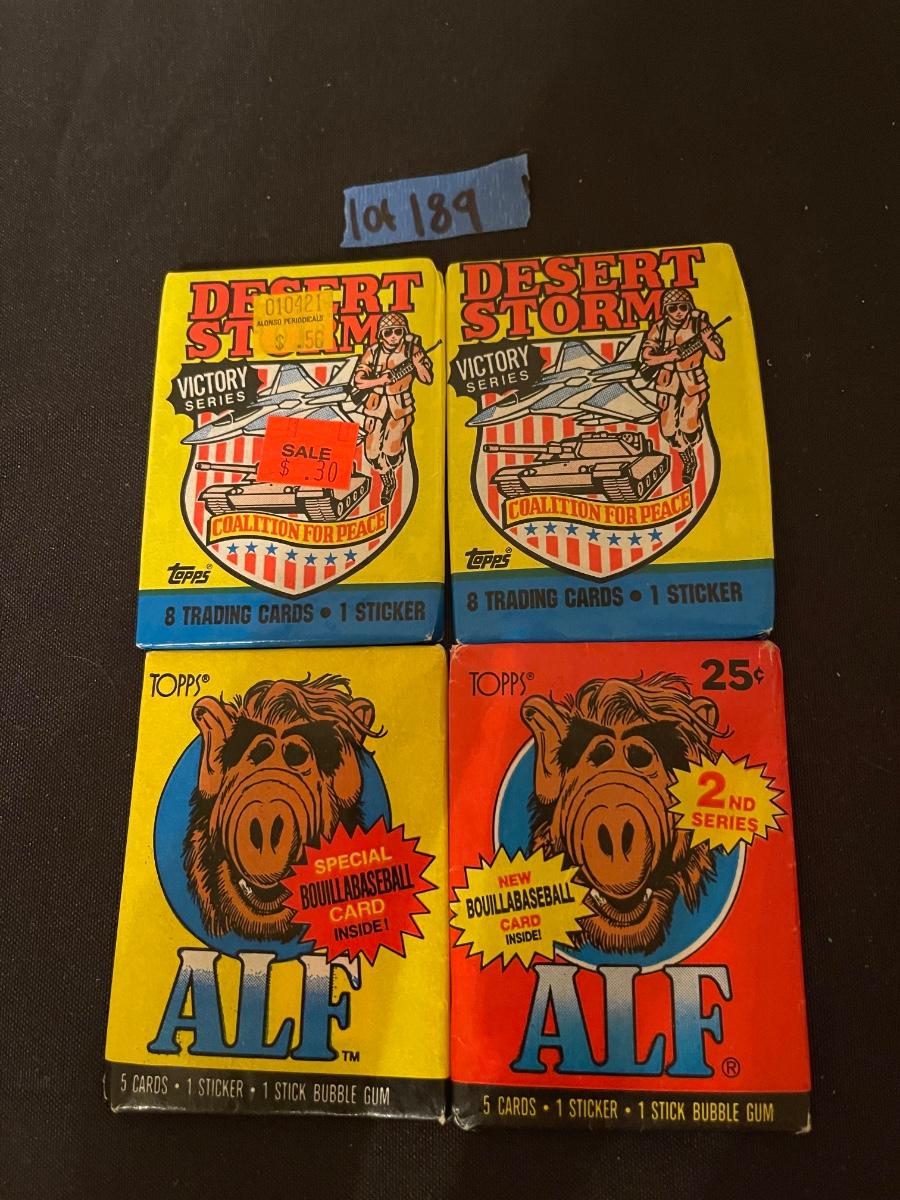 lot 189
DESERT
STORM
010421
ALONSO PERIODICALS
$ .50
VICTORY
SERIES
SALE
$ .30
COALITION FOR PEACE
topps®
8 TRADING CARDS • 1 STICKER
DESERT
STORM
VICTORY
SERIES
COALITION FOR PEACE
topps®
8 TRADING CARDS • 1 STICKER
TOPPS®
SPECIAL
BOUILLABASEBALL
CARD
INSIDE!
ALF™
5 CARDS • 1 STICKER • 1 STICK BUBBLE GUM
TOPPS®
25¢
2ND
SERIES
NEW
BOUILLABASEBALL
CARD
INSIDE!
ALF®
5 CARDS • 1 STICKER • 1 STICK BUBBLE GUM